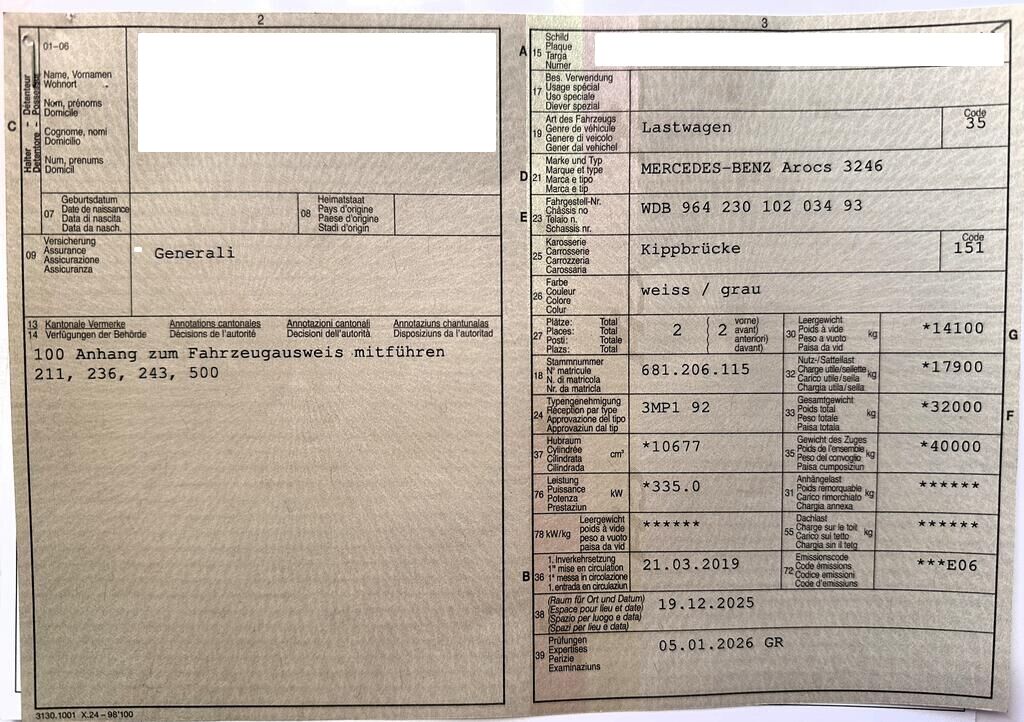 2
C
Halter - Détenteur
Detentore - Possessur
01-06
Name, Vornamen
Wohnort
Nom, prénoms
Domicile
Cognome, nomi
Domicilio
Num, prenums
Domicil
07
Geburtsdatum
Date de naissance
Data di nascita
Data da nasch.
08
Heimatstaat
Pays d'origine
Paese d'origine
Stadi d'origin
09
Versicherung
Assurance
Assicurazione
Assicuranza
Generali
13 Kantonale Vermerke Annotations cantonales Annotazioni cantonali Annotaziuns chantunalas
14 Verfügungen der Behörde Décisions de l'autorité Decisioni dell'autorità Disposiziuns da l'autoritad
100 Anhang zum Fahrzeugausweis mitführen
211, 236, 243, 500
3130.1001 X.24 – 98'100
3
A 15
Schild
Plaque
Targa
Numer
17
Bes. Verwendung
Usage spécial
Uso speciale
Diever spezial
19
Art des Fahrzeugs
Genre de véhicule
Genere di veicolo
Gener dal vehichel
Lastwagen
Code
35
D 21
Marke und Typ
Marque et type
Marca e tipo
Marca e tip
MERCEDES-BENZ Arocs 3246
E 23
Fahrgestell-Nr.
Châssis no
Telaio n.
Schassis nr.
WDB 964 230 102 034 93
25
Karosserie
Carrosserie
Carrozzeria
Carossaria
Kippbrücke
Code
151
26
Farbe
Couleur
Colore
Colur
weiss / grau
27
Plätze: Total
Places: Total
Posti: Totale
Plazs: Total
2
2
vorne)
avant)
anteriori)
davant)
30
Leergewicht
Poids à vide
Peso a vuoto
Paisa da vid
kg
*14100
G
18
Stammnummer
N° matricule
N. di matricola
Nr. da matricla
681.206.115
32
Nutz-/Sattellast
Charge utile/sellette
Carico utile/sella
Chargia utila/sella
kg
*17900
24
Typengenehmigung
Réception par type
Approvazione del tipo
Approvaziun dal tip
3MP1 92
33
Gesamtgewicht
Poids total
Peso totale
Paisa totala
kg
*32000
F
37
Hubraum
Cylindrée
Cilindrata
Cilindrada
cm³
*10677
35
Gewicht des Zuges
Poids de l'ensemble
Peso del convoglio
Paisa cumposiziun
kg
*40000
76
Leistung
Puissance
Potenza
Prestaziun
kW
*335.0
31
Anhängelast
Poids remorquable
Carico rimorchiato
Chargia annexa
kg
******
78 kW/kg
Leergewicht
poids à vide
peso a vuoto
paisa da vid
******
55
Dachlast
Charge sur le toit
Carico sul tetto
Chargia sin il tetg
kg
******
B 36
1. Inverkehrsetzung
1re mise en circulation
1a messa in circolazione
1. entrada en circulaziun
21.03.2019
72
Emissionscode
Code émissions
Codice emissioni
Code d'emissiuns
***E06
38
(Raum für Ort und Datum)
(Espace pour lieu et date)
(Spazio per luogo e data)
(Spazi per lieu e data)
19.12.2025
39
Prüfungen
Expertises
Perizie
Examinaziuns
05.01.2026 GR